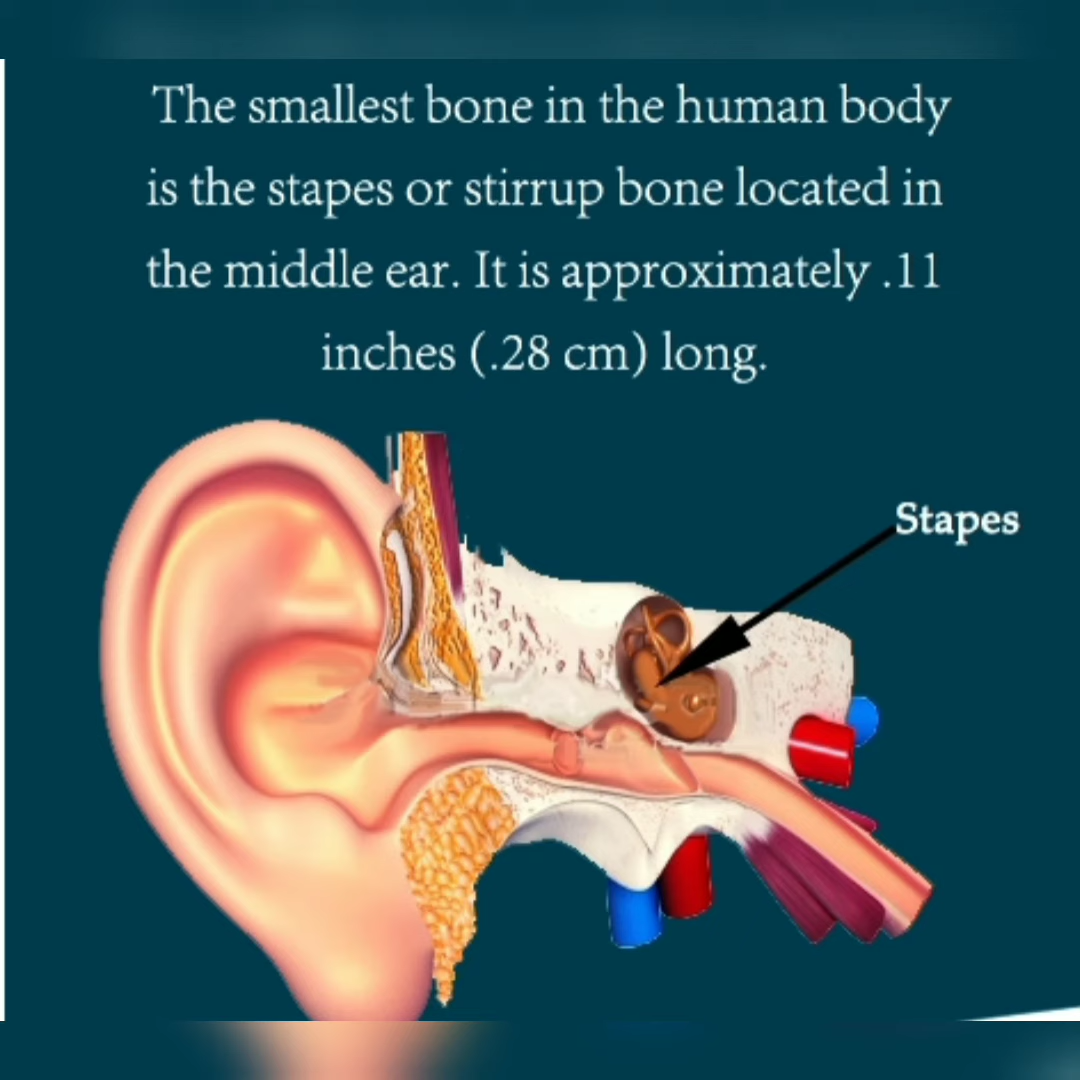 The smallest bone in the human body
is the stapes or stirrup bone located in
the middle ear. It is approximately .11
inches (.28 cm) long.
Stapes